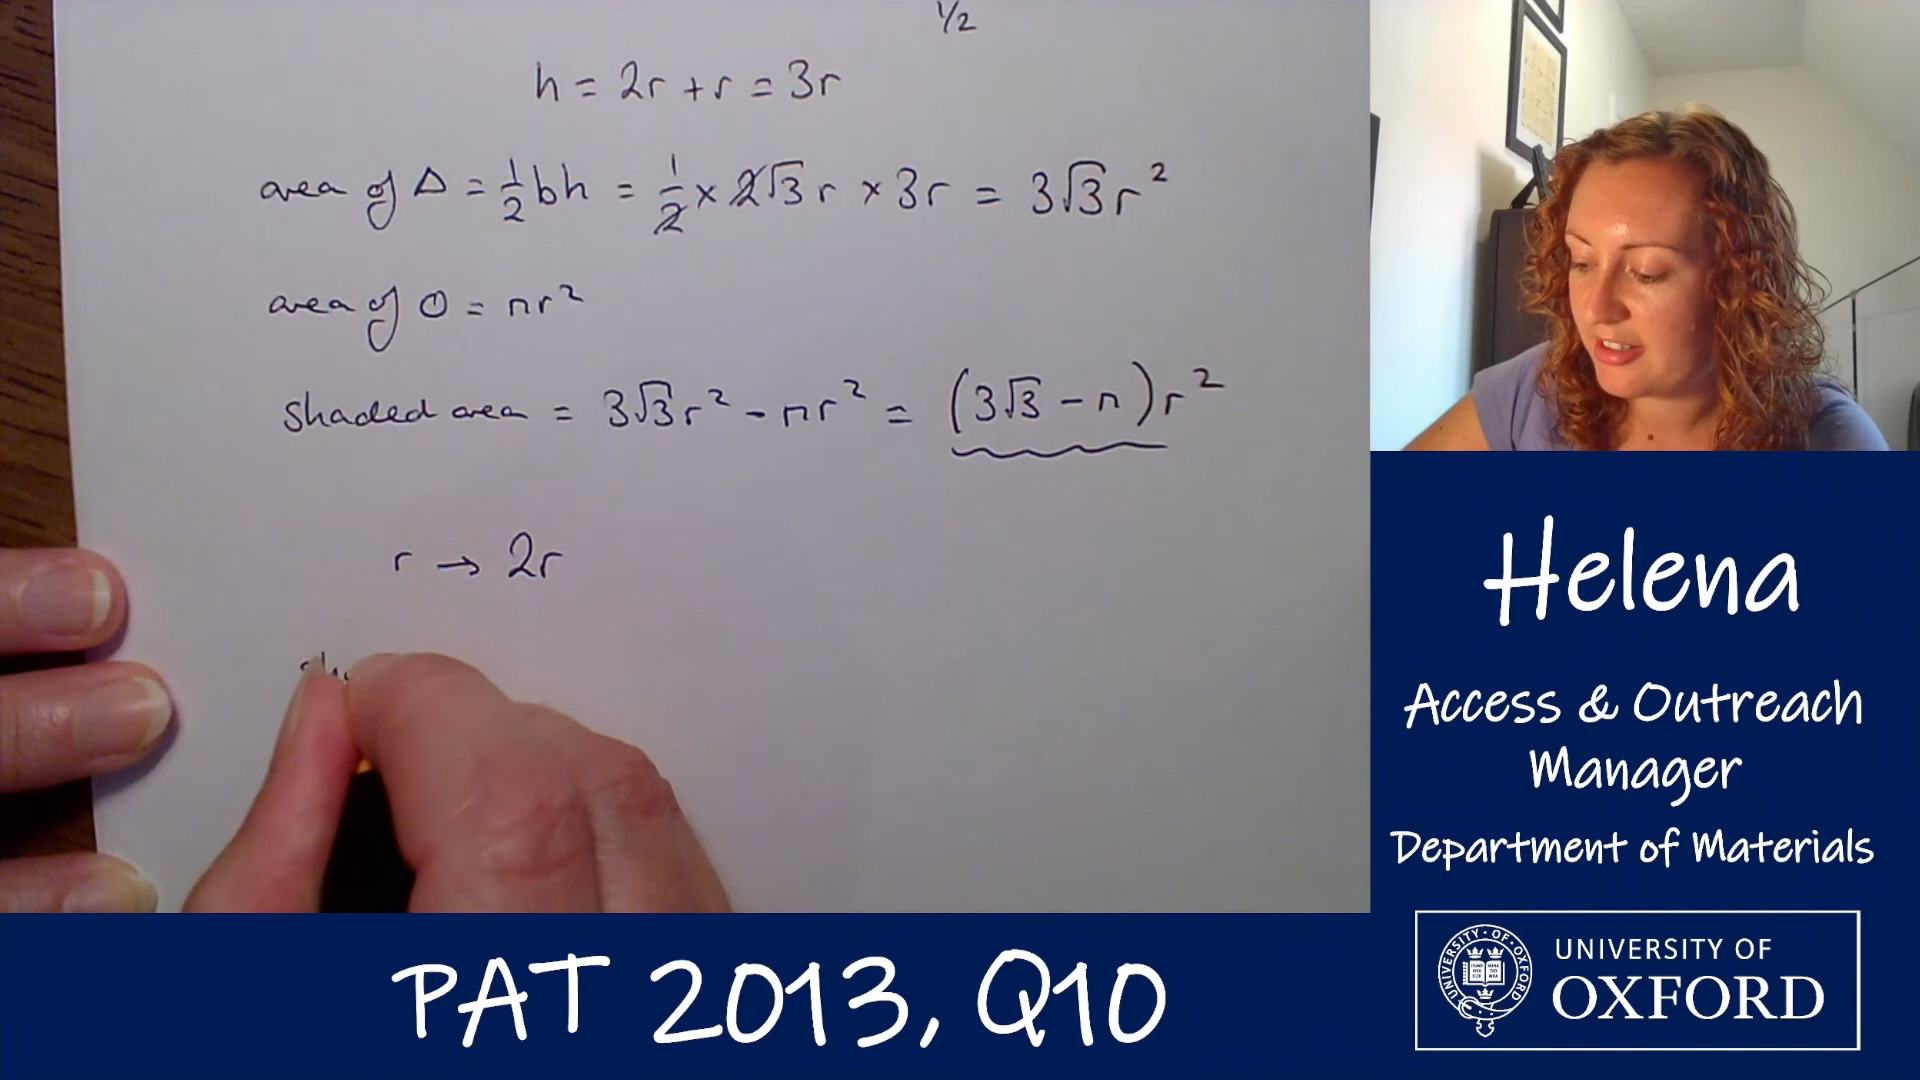 1/2
h = 2r + r = 3r
area of Δ = 1/2 bh = 1/2 × 2√3 r × 3r = 3√3 r²
area of ⊙ = πr²
shaded area = 3√3 r² - πr² = (3√3 - π) r²
r → 2r
Helena
Access & Outreach
Manager
Department of Materials
UNIVERSITY OF
OXFORD
PAT 2013, Q10